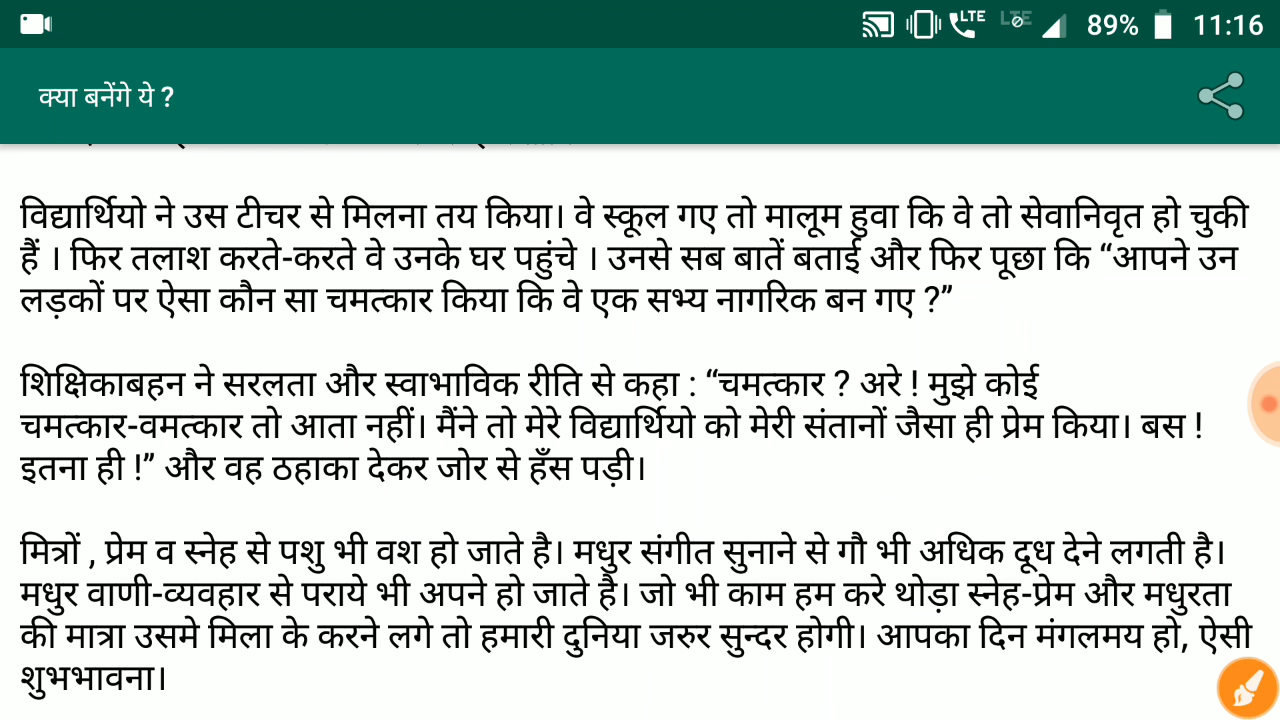 LTE LTE 89% 11:16
क्या बनेंगे ये ?
विद्यार्थियो ने उस टीचर से मिलना तय किया। वे स्कूल गए तो मालूम हुवा कि वे तो सेवानिवृत हो चुकी
हैं । फिर तलाश करते-करते वे उनके घर पहुंचे । उनसे सब बातें बताई और फिर पूछा कि “आपने उन
लड़कों पर ऐसा कौन सा चमत्कार किया कि वे एक सभ्य नागरिक बन गए ?”
शिक्षिकाबहन ने सरलता और स्वाभाविक रीति से कहा : “चमत्कार ? अरे ! मुझे कोई
चमत्कार-वमत्कार तो आता नहीं। मैंने तो मेरे विद्यार्थियो को मेरी संतानों जैसा ही प्रेम किया। बस !
इतना ही !” और वह ठहाका देकर जोर से हँस पड़ी।
मित्रों , प्रेम व स्नेह से पशु भी वश हो जाते है। मधुर संगीत सुनाने से गौ भी अधिक दूध देने लगती है।
मधुर वाणी-व्यवहार से पराये भी अपने हो जाते है। जो भी काम हम करे थोड़ा स्नेह-प्रेम और मधुरता
की मात्रा उसमे मिला के करने लगे तो हमारी दुनिया जरुर सुन्दर होगी। आपका दिन मंगलमय हो, ऐसी
शुभभावना।